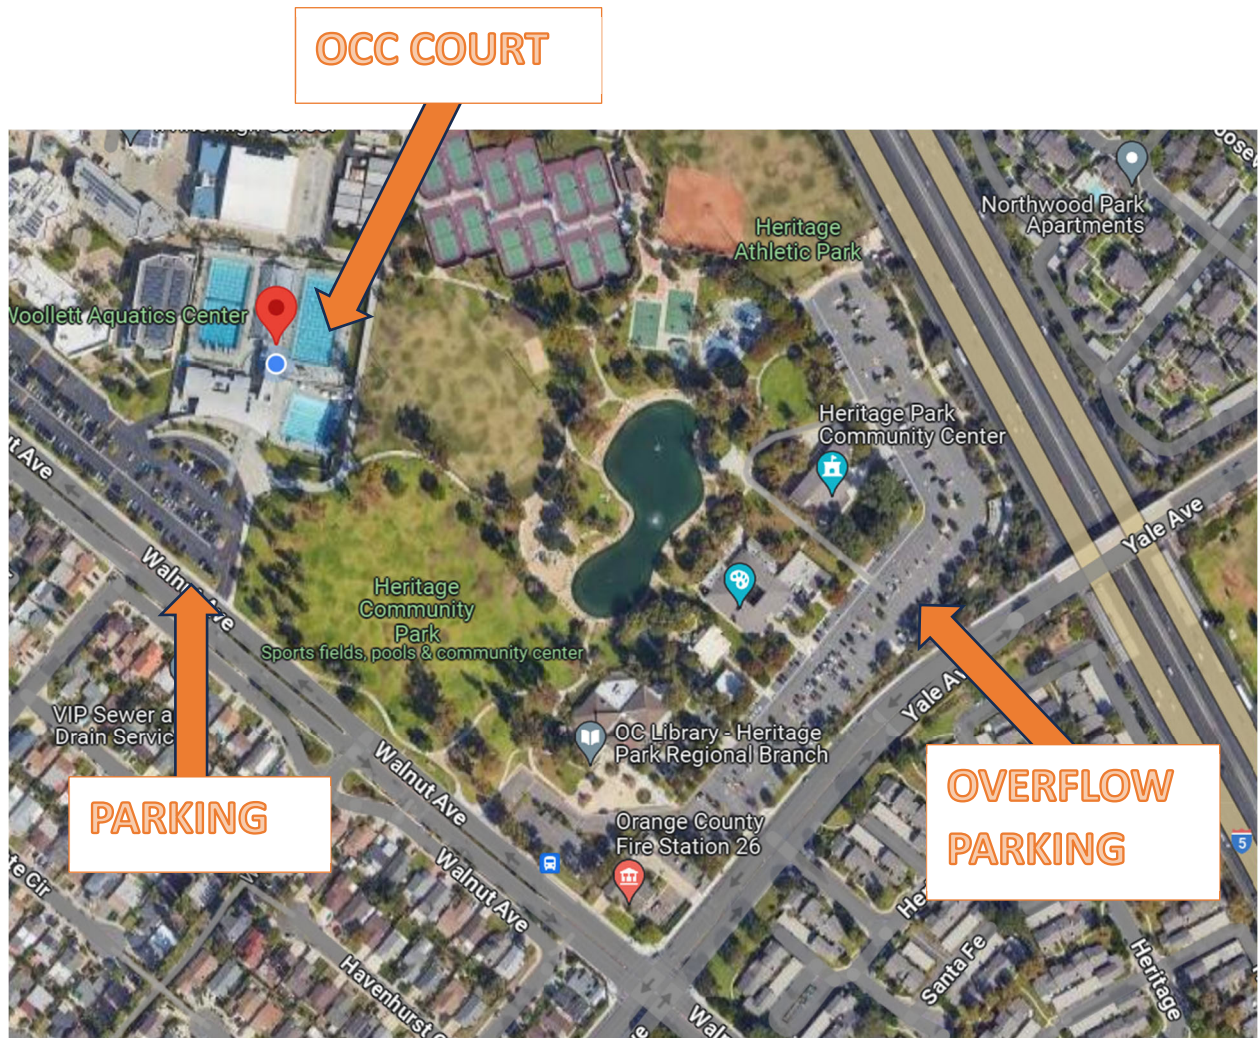 OCC COURT
Heritage
Athletic Park
Northwood Park
Apartments
Woollett Aquatics Center
Heritage Park
Community Center
Walnut Ave
Yale Ave
Heritage
Community
Park
Sports fields, pools & community center
VIP Sewer a
Drain Servic
Yale Av
OC Library - Heritage
Park Regional Branch
Walnut Ave
PARKING
OVERFLOW
PARKING
Orange County
Fire Station 26
5
Walnut Ave
Santa Fe
Heritage
Havenhurst